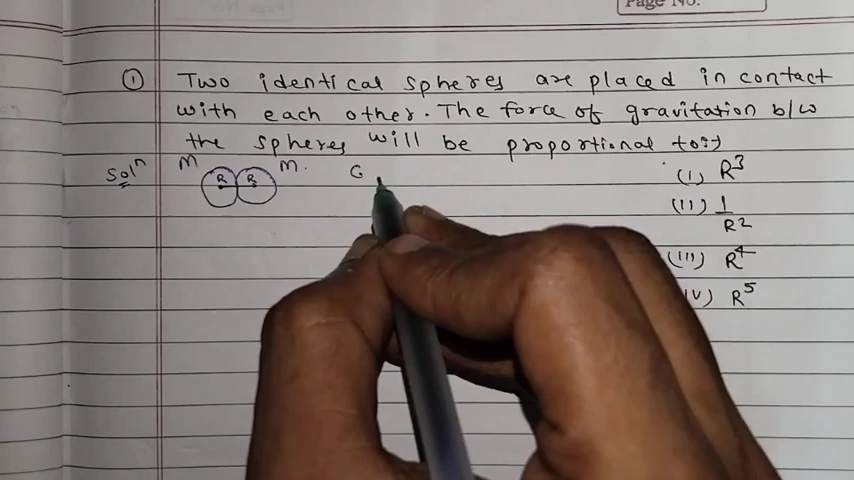 Page No.
① Two identical spheres are placed in contact
with each other. The force of gravitation b/w
the spheres will be proportional to:→
Solⁿ M R R M. G
(i) R³
(ii) 1/R²
(iii) R⁴
iv) R⁵